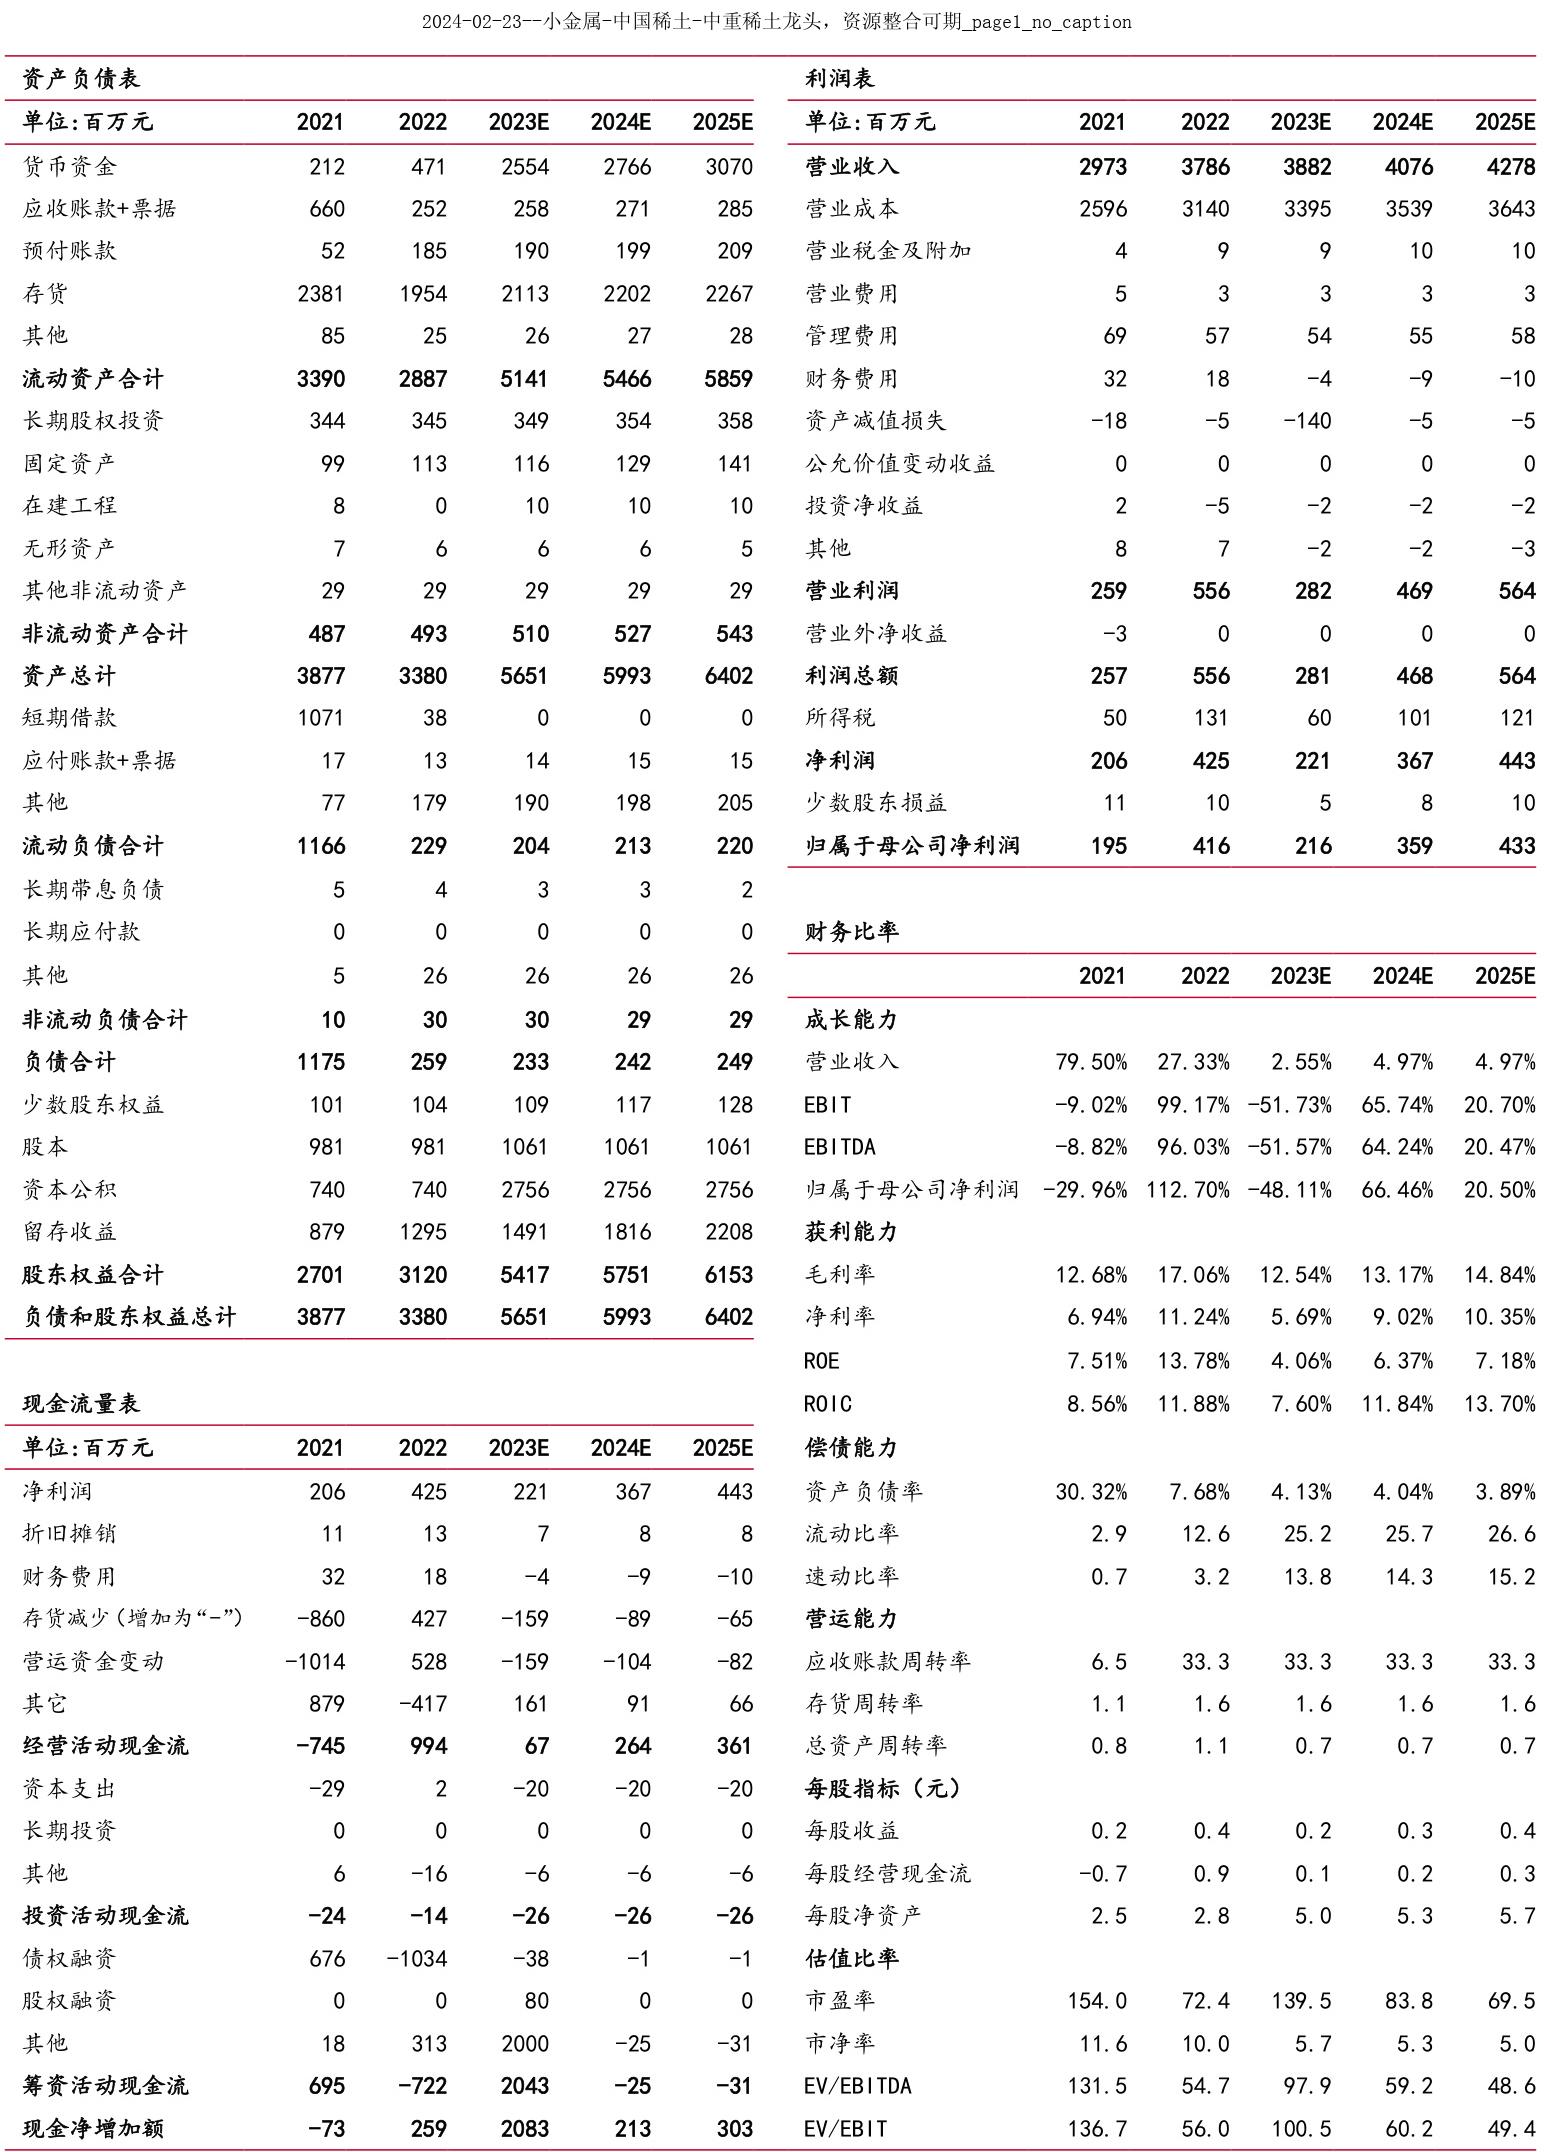 2024-02-23--小金属-中国稀土-中重稀土龙头，资源整合可期_page1_no_caption
资产负债表
单位:百万元 2021 2022 2023E 2024E 2025E
货币资金 212 471 2554 2766 3070
应收账款+票据 660 252 258 271 285
预付账款 52 185 190 199 209
存货 2381 1954 2113 2202 2267
其他 85 25 26 27 28
流动资产合计 3390 2887 5141 5466 5859
长期股权投资 344 345 349 354 358
固定资产 99 113 116 129 141
在建工程 8 0 10 10 10
无形资产 7 6 6 6 5
其他非流动资产 29 29 29 29 29
非流动资产合计 487 493 510 527 543
资产总计 3877 3380 5651 5993 6402
短期借款 1071 38 0 0 0
应付账款+票据 17 13 14 15 15
其他 77 179 190 198 205
流动负债合计 1166 229 204 213 220
长期带息负债 5 4 3 3 2
长期应付款 0 0 0 0 0
其他 5 26 26 26 26
非流动负债合计 10 30 30 29 29
负债合计 1175 259 233 242 249
少数股东权益 101 104 109 117 128
股本 981 981 1061 1061 1061
资本公积 740 740 2756 2756 2756
留存收益 879 1295 1491 1816 2208
股东权益合计 2701 3120 5417 5751 6153
负债和股东权益总计 3877 3380 5651 5993 6402
现金流量表
单位:百万元 2021 2022 2023E 2024E 2025E
净利润 206 425 221 367 443
折旧摊销 11 13 7 8 8
财务费用 32 18 -4 -9 -10
存货减少(增加为“-”) -860 427 -159 -89 -65
营运资金变动 -1014 528 -159 -104 -82
其它 879 -417 161 91 66
经营活动现金流 -745 994 67 264 361
资本支出 -29 2 -20 -20 -20
长期投资 0 0 0 0 0
其他 6 -16 -6 -6 -6
投资活动现金流 -24 -14 -26 -26 -26
债权融资 676 -1034 -38 -1 -1
股权融资 0 0 80 0 0
其他 18 313 2000 -25 -31
筹资活动现金流 695 -722 2043 -25 -31
现金净增加额 -73 259 2083 213 303
利润表
单位:百万元 2021 2022 2023E 2024E 2025E
营业收入 2973 3786 3882 4076 4278
营业成本 2596 3140 3395 3539 3643
营业税金及附加 4 9 9 10 10
营业费用 5 3 3 3 3
管理费用 69 57 54 55 58
财务费用 32 18 -4 -9 -10
资产减值损失 -18 -5 -140 -5 -5
公允价值变动收益 0 0 0 0 0
投资净收益 2 -5 -2 -2 -2
其他 8 7 -2 -2 -3
营业利润 259 556 282 469 564
营业外净收益 -3 0 0 0 0
利润总额 257 556 281 468 564
所得税 50 131 60 101 121
净利润 206 425 221 367 443
少数股东损益 11 10 5 8 10
归属于母公司净利润 195 416 216 359 433
财务比率
2021 2022 2023E 2024E 2025E
成长能力
营业收入 79.50% 27.33% 2.55% 4.97% 4.97%
EBIT -9.02% 99.17% -51.73% 65.74% 20.70%
EBITDA -8.82% 96.03% -51.57% 64.24% 20.47%
归属于母公司净利润 -29.96% 112.70% -48.11% 66.46% 20.50%
获利能力
毛利率 12.68% 17.06% 12.54% 13.17% 14.84%
净利率 6.94% 11.24% 5.69% 9.02% 10.35%
ROE 7.51% 13.78% 4.06% 6.37% 7.18%
ROIC 8.56% 11.88% 7.60% 11.84% 13.70%
偿债能力
资产负债率 30.32% 7.68% 4.13% 4.04% 3.89%
流动比率 2.9 12.6 25.2 25.7 26.6
速动比率 0.7 3.2 13.8 14.3 15.2
营运能力
应收账款周转率 6.5 33.3 33.3 33.3 33.3
存货周转率 1.1 1.6 1.6 1.6 1.6
总资产周转率 0.8 1.1 0.7 0.7 0.7
每股指标（元）
每股收益 0.2 0.4 0.2 0.3 0.4
每股经营现金流 -0.7 0.9 0.1 0.2 0.3
每股净资产 2.5 2.8 5.0 5.3 5.7
估值比率
市盈率 154.0 72.4 139.5 83.8 69.5
市净率 11.6 10.0 5.7 5.3 5.0
EV/EBITDA 131.5 54.7 97.9 59.2 48.6
EV/EBIT 136.7 56.0 100.5 60.2 49.4